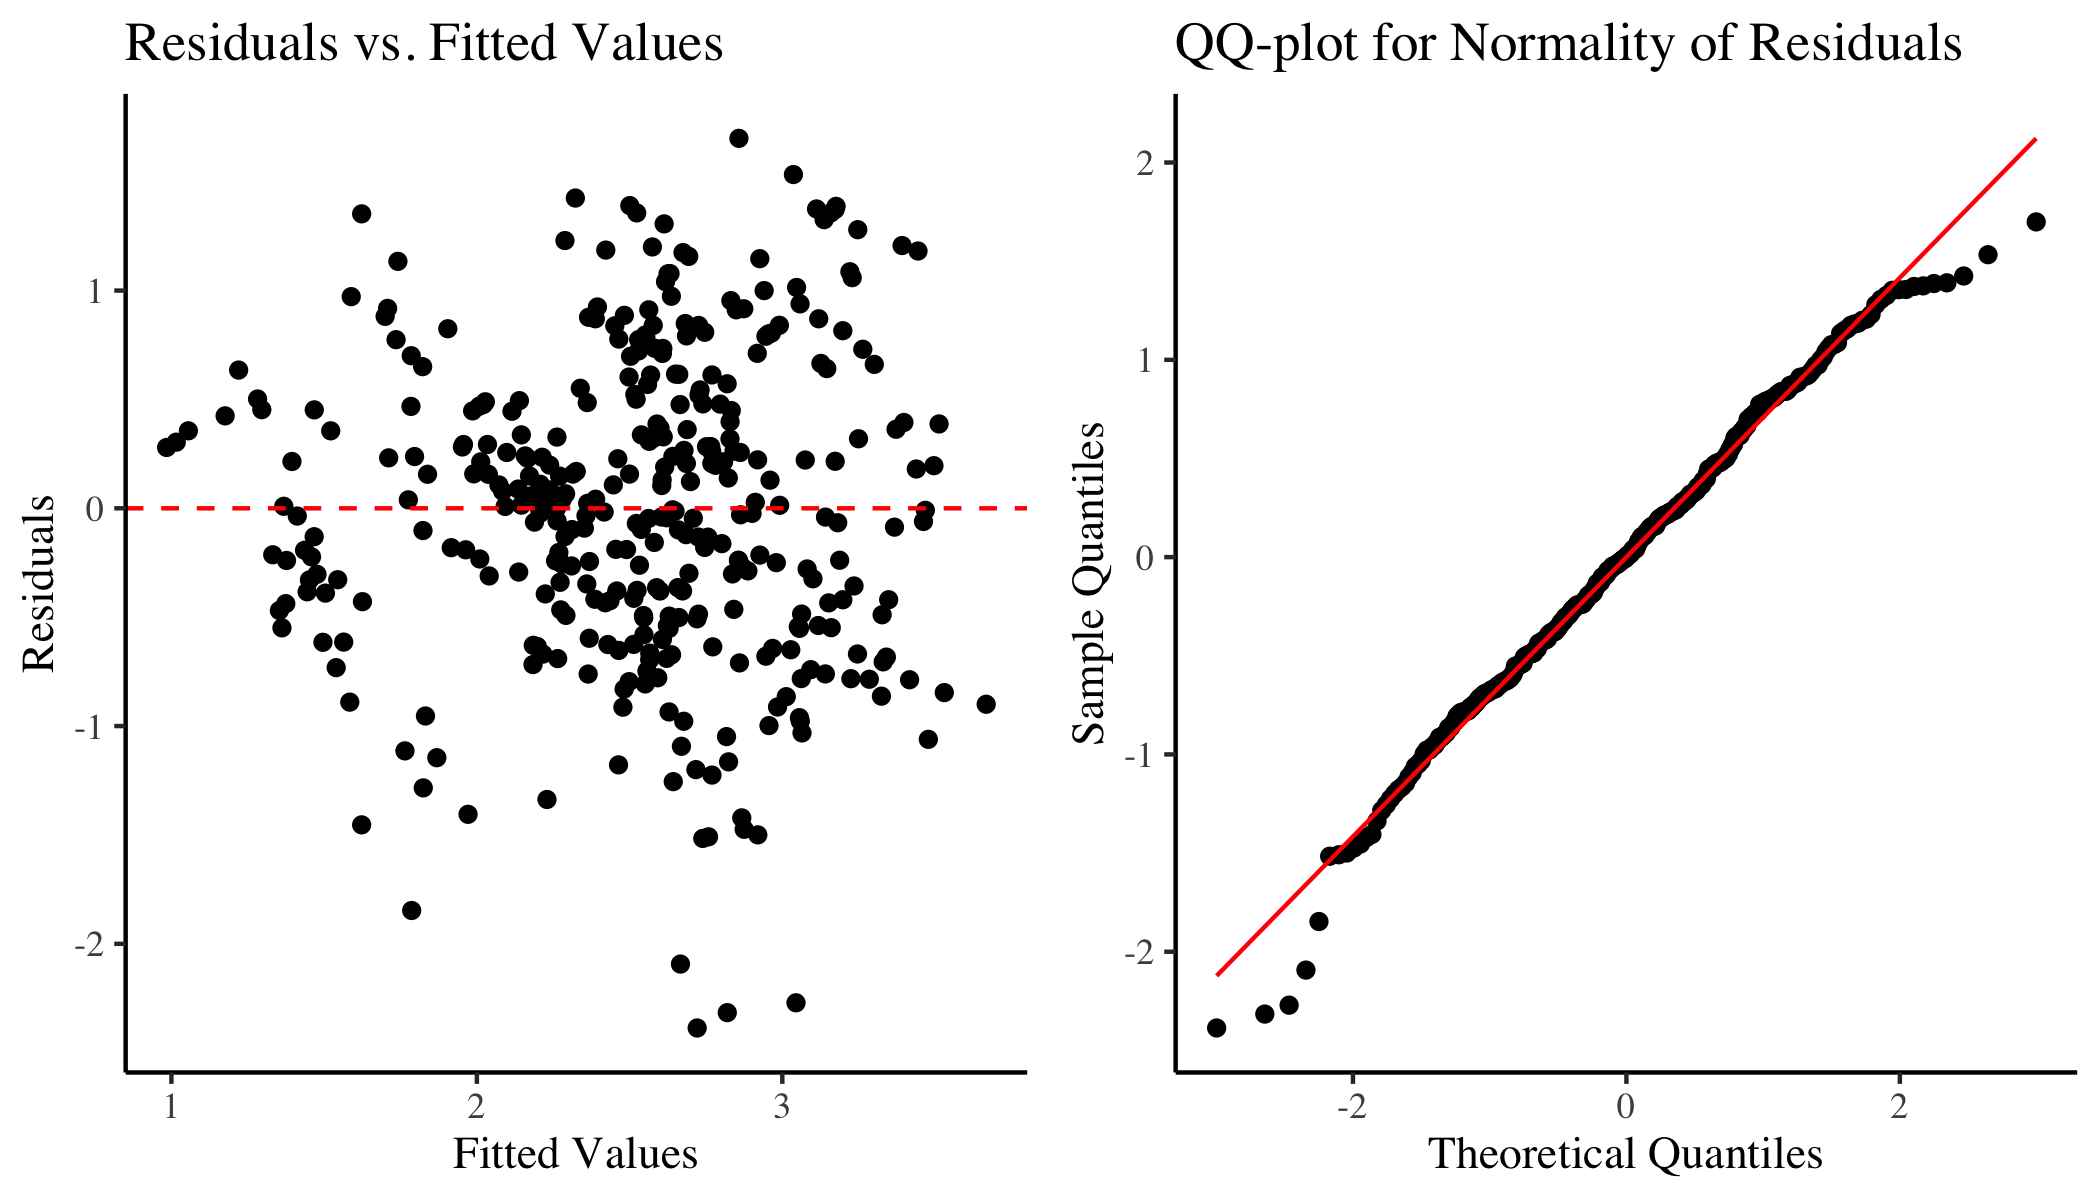 Residuals vs. Fitted Values
Residuals
1
0
-1
-2
1
2
3
Fitted Values
QQ-plot for Normality of Residuals
Sample Quantiles
2
1
0
-1
-2
-2
0
2
Theoretical Quantiles